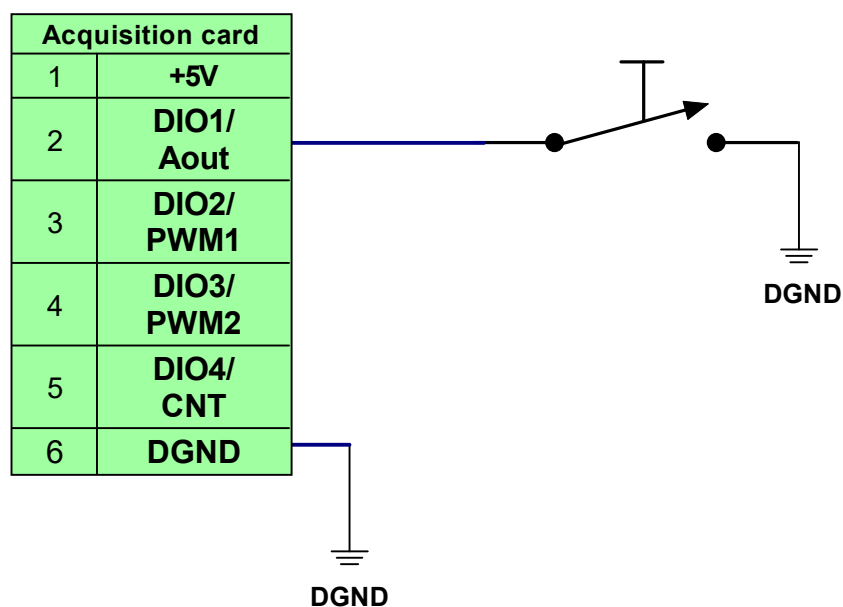 Acquisition card
1 +5V
2 DIO1/
Aout
3 DIO2/
PWM1
4 DIO3/
PWM2
5 DIO4/
CNT
6 DGND
DGND
DGND